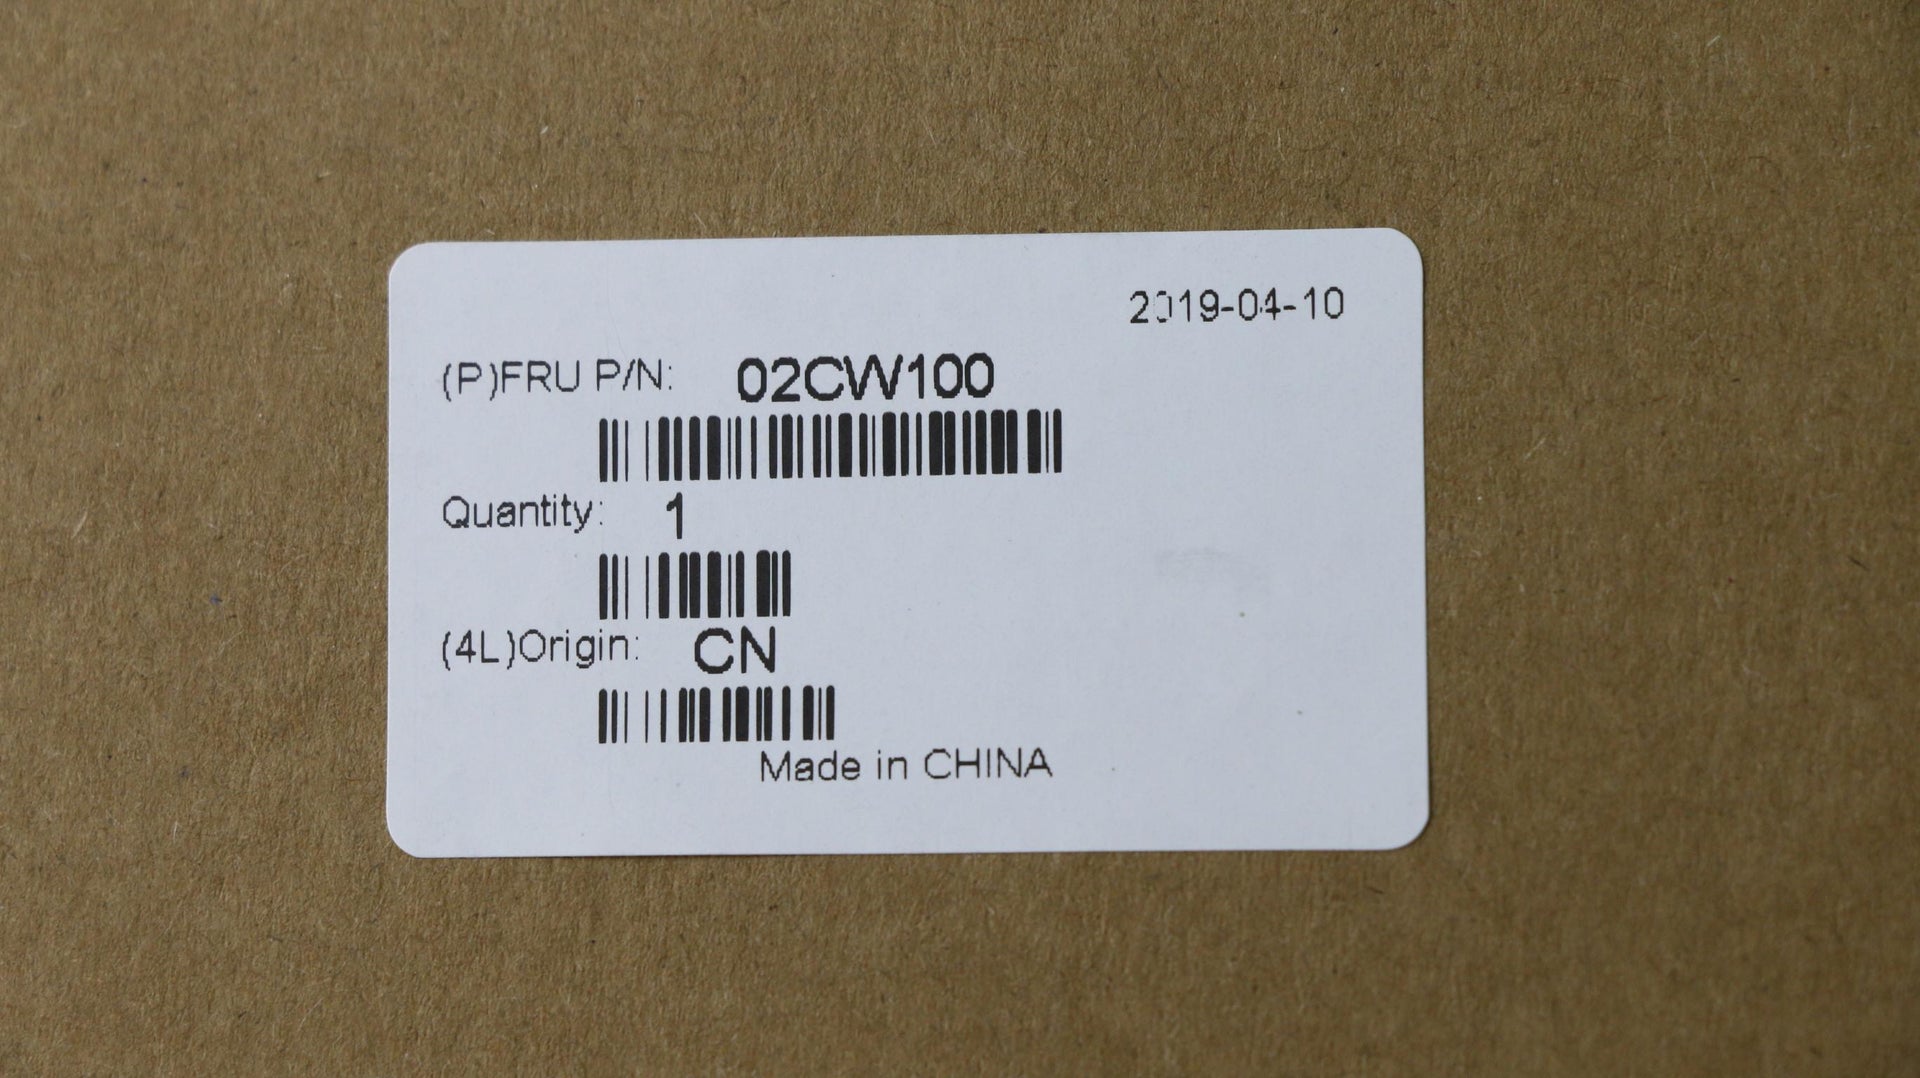 2019-04-10
(P)FRU P/N: 02CW100
Quantity: 1
(4L)Origin: CN
Made in CHINA